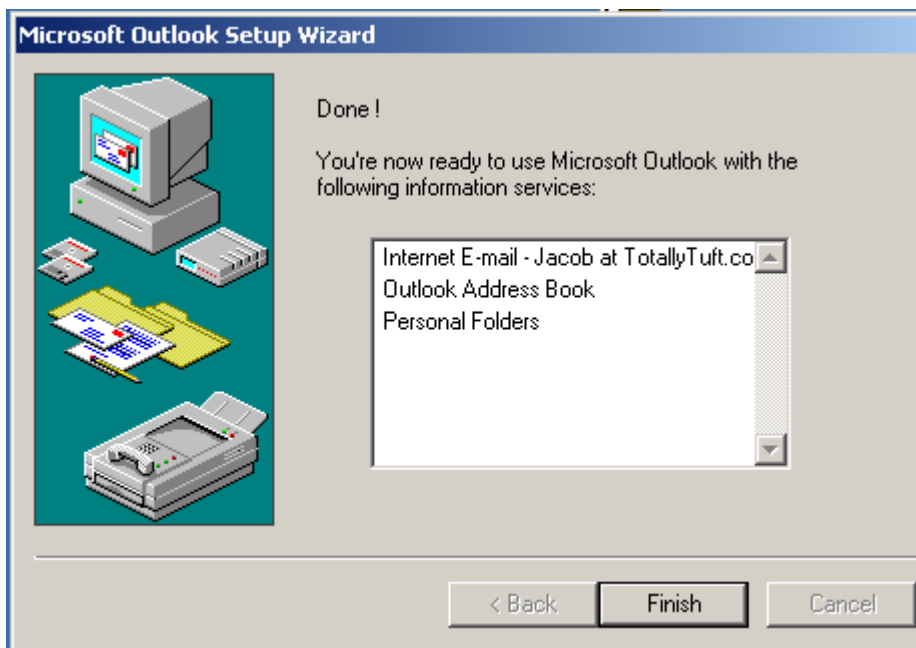 Microsoft Outlook Setup Wizard
Done !
You're now ready to use Microsoft Outlook with the
following information services:
Internet E-mail - Jacob at TotallyTuft.co
Outlook Address Book
Personal Folders
< Back
Finish
Cancel